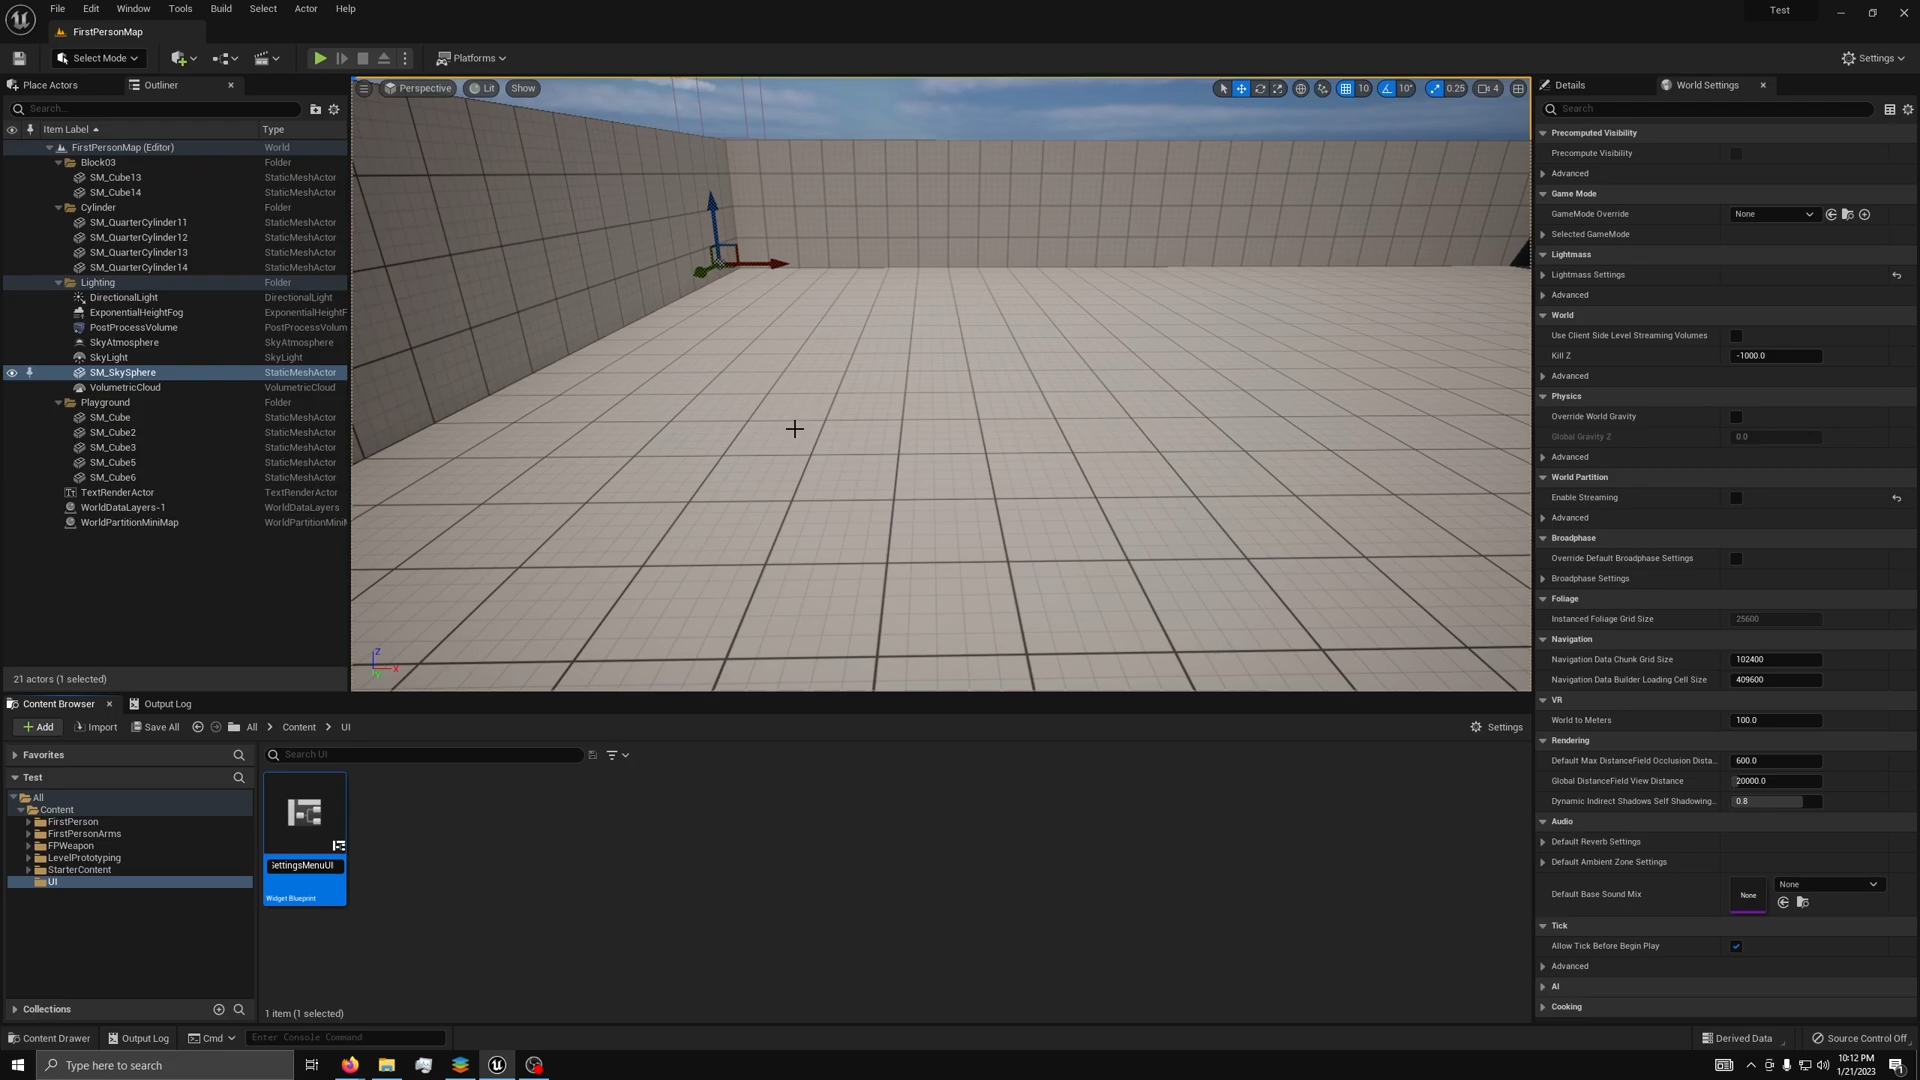 File Edit Window Tools Build Select Actor Help
Test
FirstPersonMap
Select Mode
Platforms
Settings
Place Actors
Outliner
Search...
Item Label
Type
FirstPersonMap (Editor) World
Block03 Folder
SM_Cube13 StaticMeshActor
SM_Cube14 StaticMeshActor
Cylinder Folder
SM_QuarterCylinder11 StaticMeshActor
SM_QuarterCylinder12 StaticMeshActor
SM_QuarterCylinder13 StaticMeshActor
SM_QuarterCylinder14 StaticMeshActor
Lighting Folder
DirectionalLight DirectionalLight
ExponentialHeightFog ExponentialHeightF
PostProcessVolume PostProcessVolum
SkyAtmosphere SkyAtmosphere
SkyLight SkyLight
SM_SkySphere StaticMeshActor
VolumetricCloud VolumetricCloud
Playground Folder
SM_Cube StaticMeshActor
SM_Cube2 StaticMeshActor
SM_Cube3 StaticMeshActor
SM_Cube5 StaticMeshActor
SM_Cube6 StaticMeshActor
TextRenderActor TextRenderActor
WorldDataLayers-1 WorldDataLayers
WorldPartitionMiniMap WorldPartitionMini
21 actors (1 selected)
Perspective
Lit
Show
10
10°
0.25
4
Z
X
Y
Details
World Settings
Search
Precomputed Visibility
Precompute Visibility
Advanced
Game Mode
GameMode Override None
Selected GameMode
Lightmass
Lightmass Settings
Advanced
World
Use Client Side Level Streaming Volumes
Kill Z -1000.0
Advanced
Physics
Override World Gravity
Global Gravity Z 0.0
Advanced
World Partition
Enable Streaming
Advanced
Broadphase
Override Default Broadphase Settings
Broadphase Settings
Foliage
Instanced Foliage Grid Size 25600
Navigation
Navigation Data Chunk Grid Size 102400
Navigation Data Builder Loading Cell Size 409600
VR
World to Meters 100.0
Rendering
Default Max DistanceField Occlusion Dista... 600.0
Global DistanceField View Distance 20000.0
Dynamic Indirect Shadows Self Shadowing... 0.8
Audio
Default Reverb Settings
Default Ambient Zone Settings
Default Base Sound Mix None None
Tick
Allow Tick Before Begin Play
Advanced
AI
Cooking
Content Browser
Output Log
Add
Import
Save All
All
Content
UI
Settings
Favorites
Search UI
Test
All
Content
FirstPerson
FirstPersonArms
FPWeapon
LevelPrototyping
StarterContent
UI
SettingsMenuUI
Widget Blueprint
Collections
1 item (1 selected)
Content Drawer
Output Log
Cmd
Enter Console Command
Derived Data
Source Control Off
Type here to search
10:12 PM
1/21/2023
1